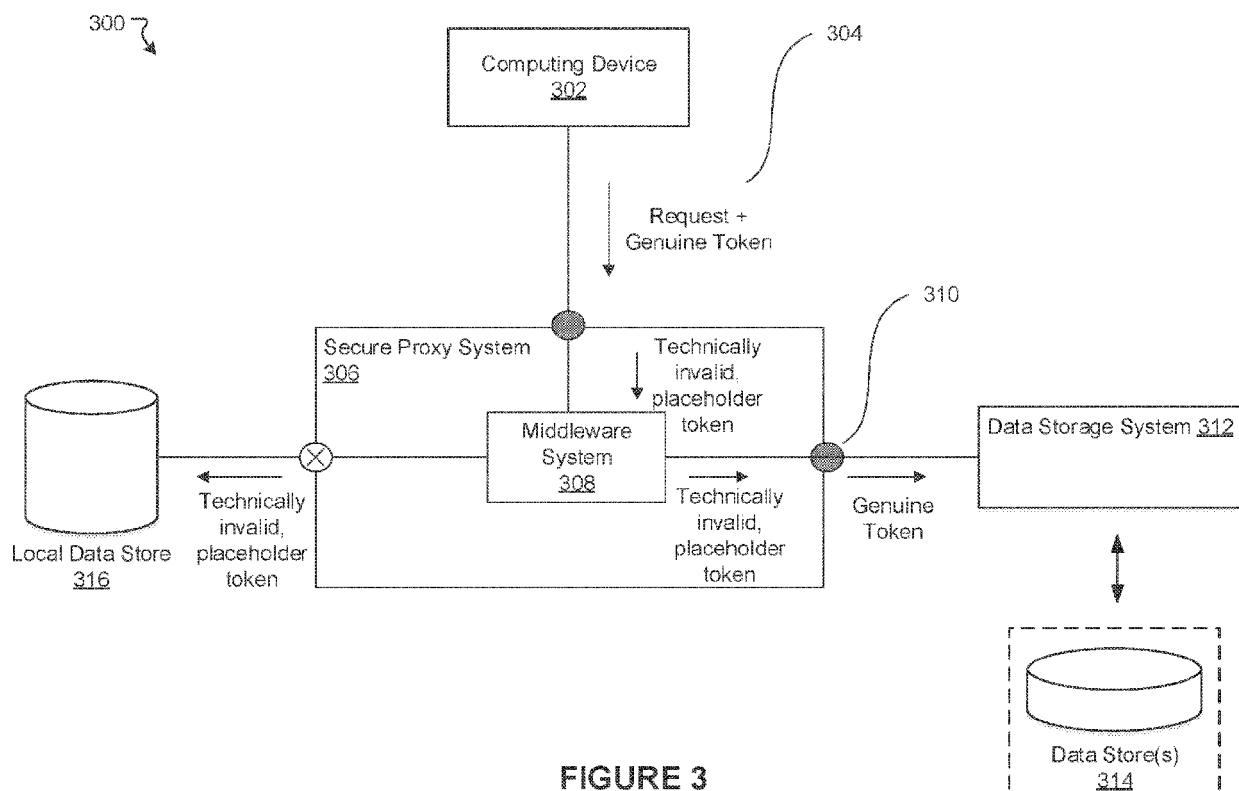 300
304
Computing Device
302
Request +
Genuine Token
310
Secure Proxy System
306
Technically
invalid,
placeholder
token
Middleware
System
308
Data Storage System 312
Technically
invalid,
placeholder
token
Technically
invalid,
placeholder
token
Genuine
Token
Local Data Store
316
Data Store(s)
314
FIGURE 3